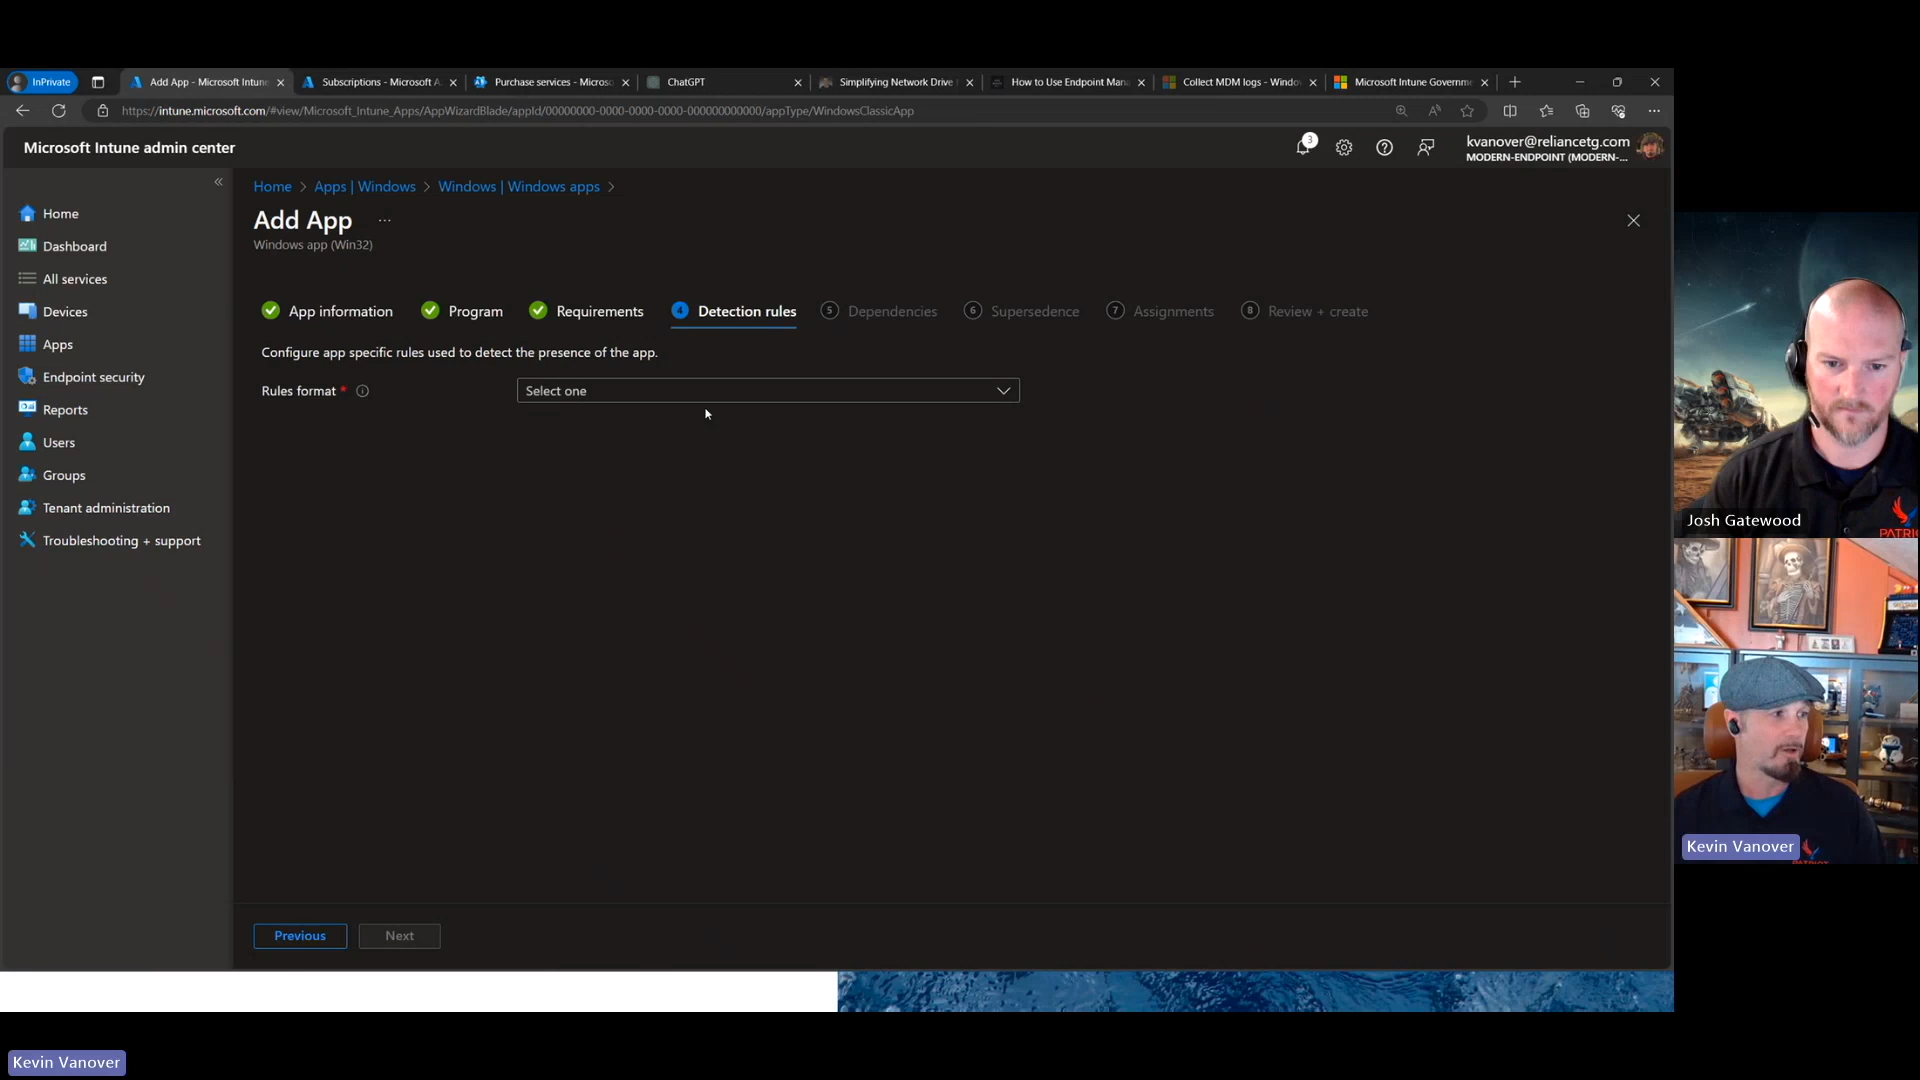 InPrivate
Add App - Microsoft Intune
Subscriptions - Microsoft A
Purchase services - Microso
ChatGPT
Simplifying Network Drive
How to Use Endpoint Man
Collect MDM logs - Windo
Microsoft Intune Governme
https://intune.microsoft.com/#view/Microsoft_Intune_Apps/AppWizardBlade/appId/00000000-0000-0000-0000-000000000000/appType/WindowsClassicApp
Microsoft Intune admin center
3
kvanover@reliancetg.com
MODERN-ENDPOINT (MODERN-...
Home
Dashboard
All services
Devices
Apps
Endpoint security
Reports
Users
Groups
Tenant administration
Troubleshooting + support
Home > Apps | Windows > Windows | Windows apps >
Add App ...
Windows app (Win32)
App information
Program
Requirements
4 Detection rules
5 Dependencies
6 Supersedence
7 Assignments
8 Review + create
Configure app specific rules used to detect the presence of the app.
Rules format *
Select one
Previous
Next
Josh Gatewood
PATRIO
Kevin Vanover
Kevin Vanover